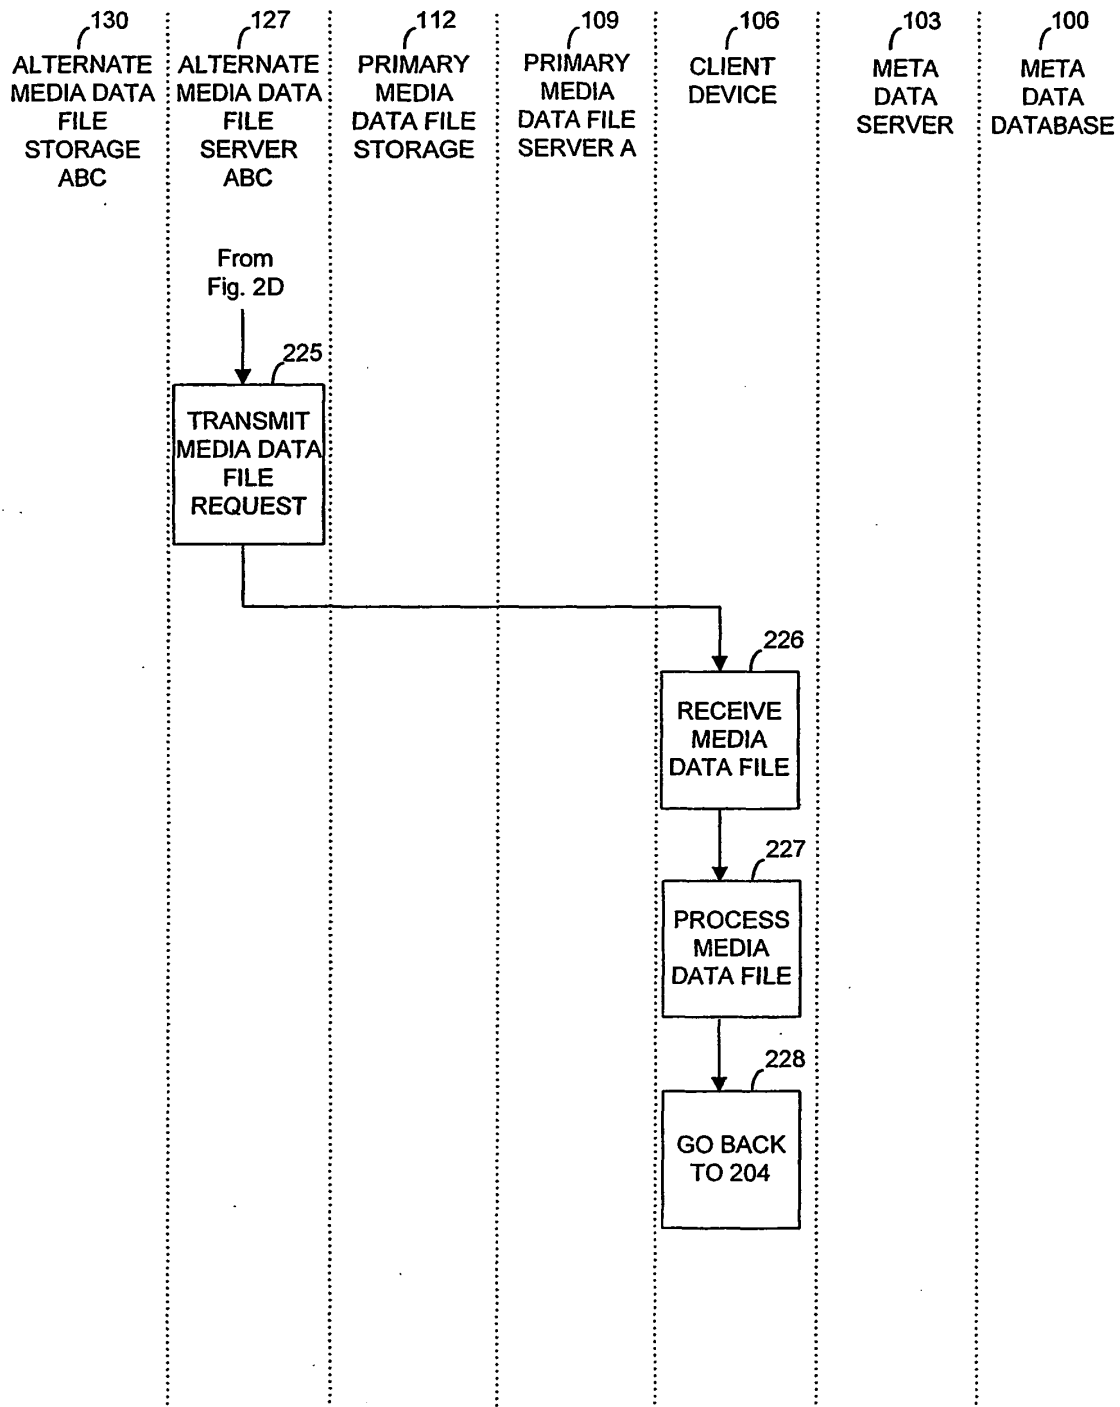 130
ALTERNATE
MEDIA DATA
FILE
STORAGE
ABC
127
ALTERNATE
MEDIA DATA
FILE
SERVER
ABC
112
PRIMARY
MEDIA
DATA FILE
STORAGE
109
PRIMARY
MEDIA
DATA FILE
SERVER A
106
CLIENT
DEVICE
103
META
DATA
SERVER
100
META
DATA
DATABASE
From
Fig. 2D
225
TRANSMIT
MEDIA DATA
FILE
REQUEST
226
RECEIVE
MEDIA
DATA FILE
227
PROCESS
MEDIA
DATA FILE
228
GO BACK
TO 204